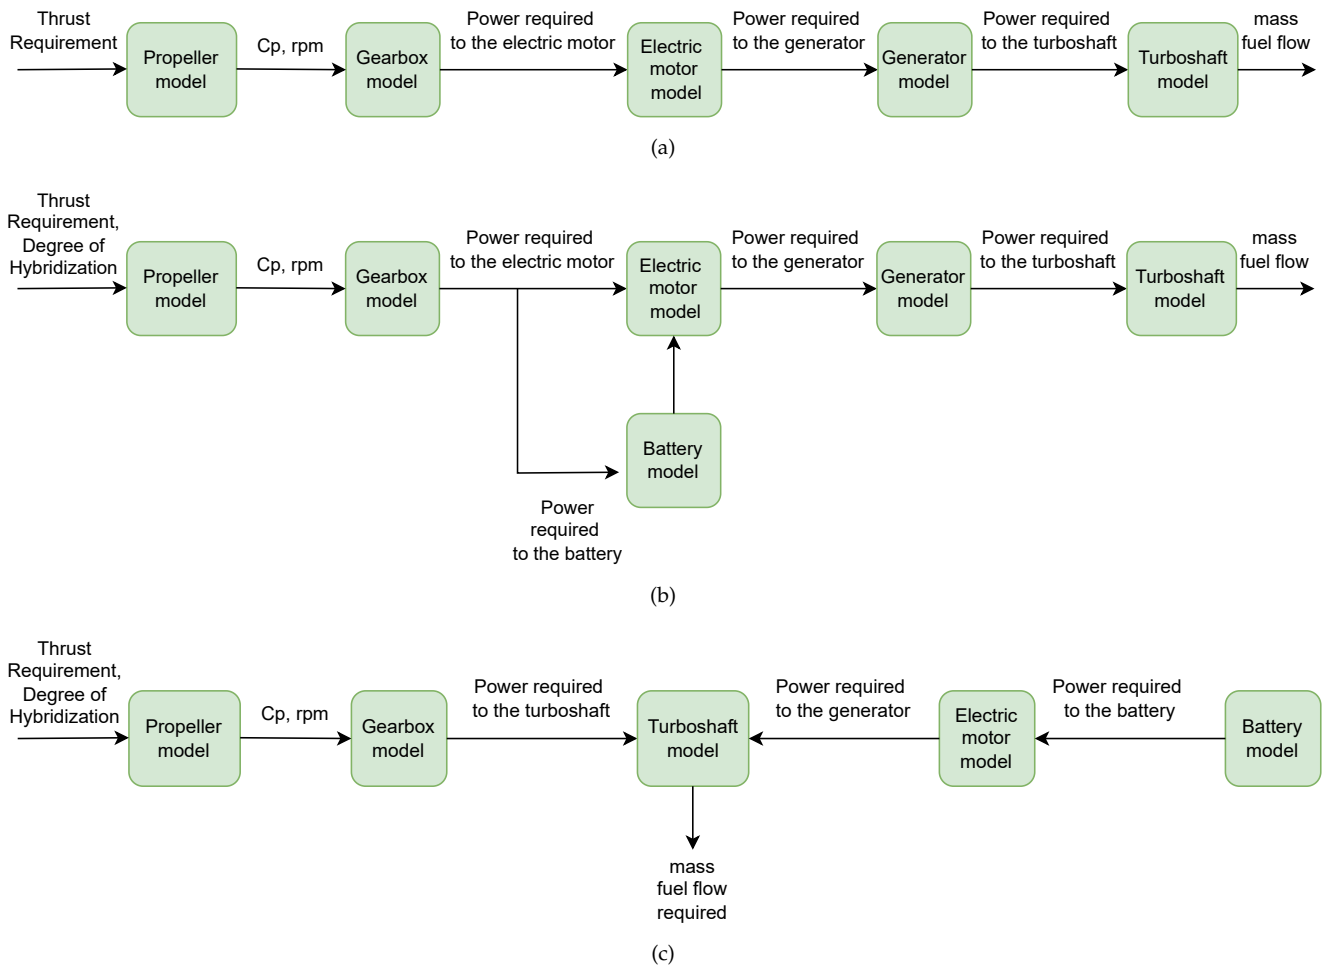 Thrust
Requirement
Propeller
model
Cp, rpm
Gearbox
model
Power required
to the electric motor
Electric
motor
model
Power required
to the generator
Generator
model
Power required
to the turboshaft
Turboshaft
model
mass
fuel flow
(a)
Thrust
Requirement,
Degree of
Hybridization
Propeller
model
Cp, rpm
Gearbox
model
Power required
to the electric motor
Electric
motor
model
Power required
to the generator
Generator
model
Power required
to the turboshaft
Turboshaft
model
mass
fuel flow
Battery
model
Power
required
to the battery
(b)
Thrust
Requirement,
Degree of
Hybridization
Propeller
model
Cp, rpm
Gearbox
model
Power required
to the turboshaft
Turboshaft
model
Power required
to the generator
Electric
motor
model
Power required
to the battery
Battery
model
mass
fuel flow
required
(c)